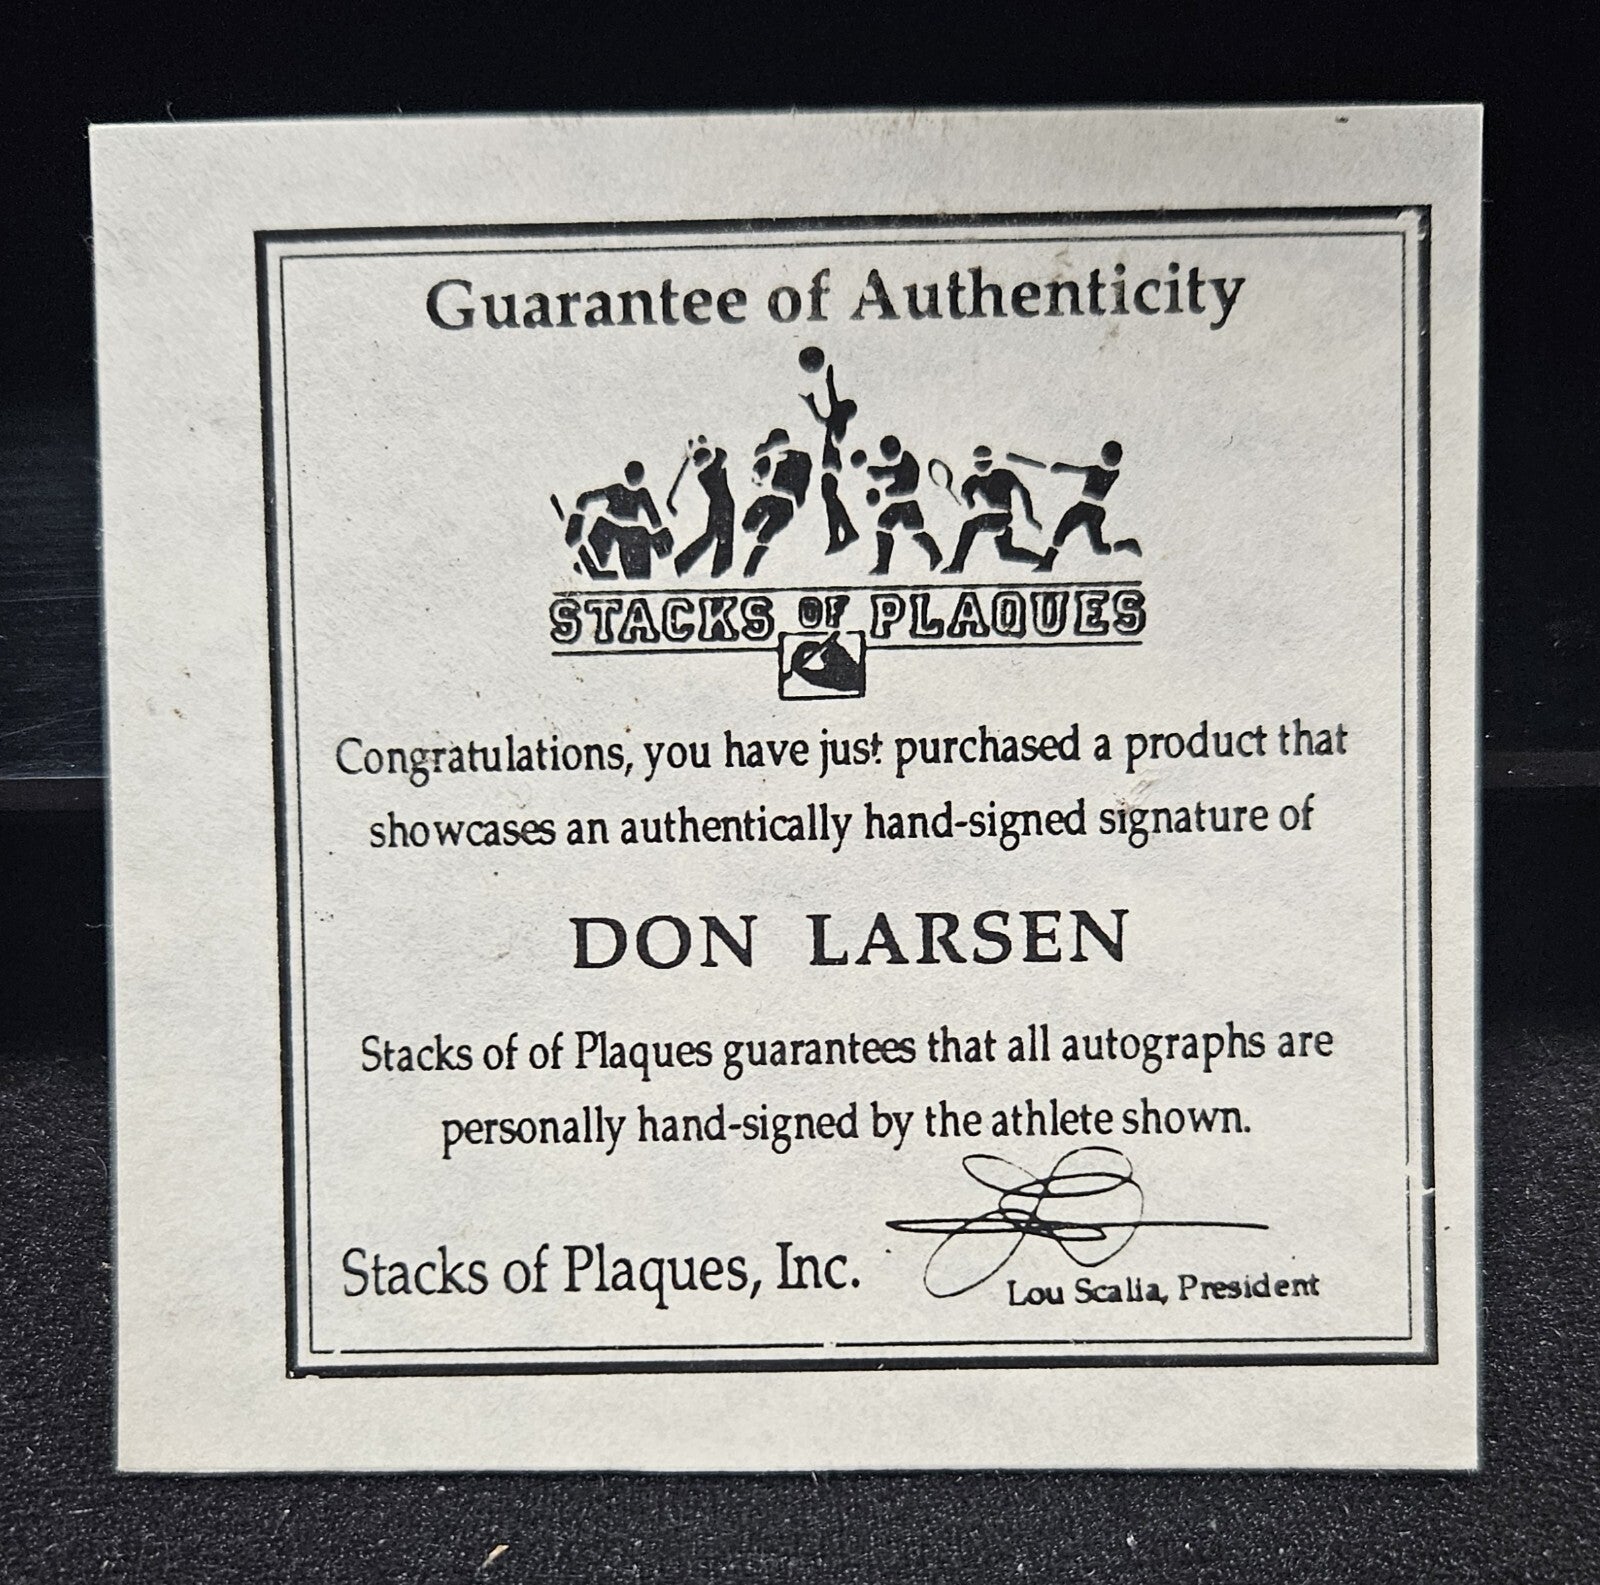 Guarantee of Authenticity
STACKS OF PLAQUES
Congratulations, you have just purchased a product that
showcases an authentically hand-signed signature of
DON LARSEN
Stacks of of Plaques guarantees that all autographs are
personally hand-signed by the athlete shown.
Stacks of Plaques, Inc.
Lou Scalia, President